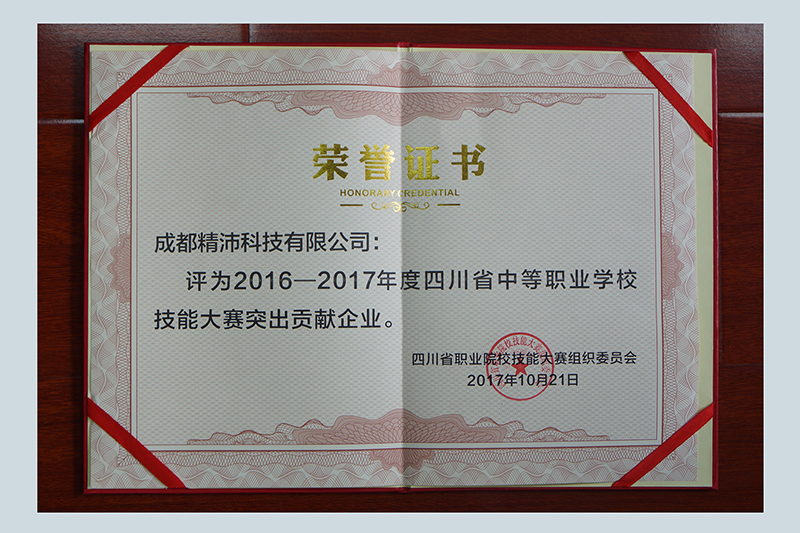 荣誉证书
HONORARY CREDENTIAL
成都精沛科技有限公司：
评为2016—2017年度四川省中等职业学校
技能大赛突出贡献企业。
四川省职业院校技能大赛组织委员会
2017年10月21日